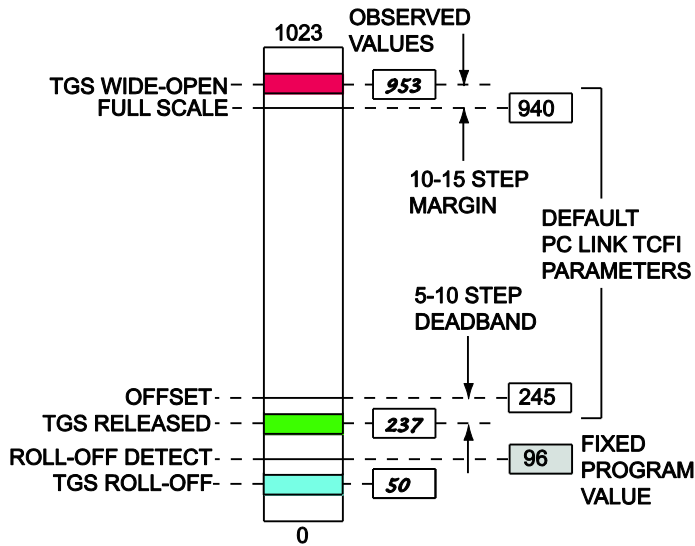 OBSERVED
VALUES
1023
TGS WIDE-OPEN
953
FULL SCALE
940
10-15 STEP
MARGIN
DEFAULT
PC LINK TCFI
PARAMETERS
5-10 STEP
DEADBAND
OFFSET
245
TGS RELEASED
237
ROLL-OFF DETECT
96
FIXED
PROGRAM
VALUE
TGS ROLL-OFF
50
0